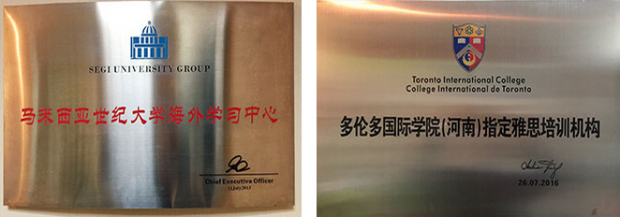 SEGI UNIVERSITY GROUP
马来西亚世纪大学海外学习中心
Chief Executive Officer
Toronto International College
College International de Toronto
多伦多国际学院(河南)指定雅思培训机构
26.07.2016